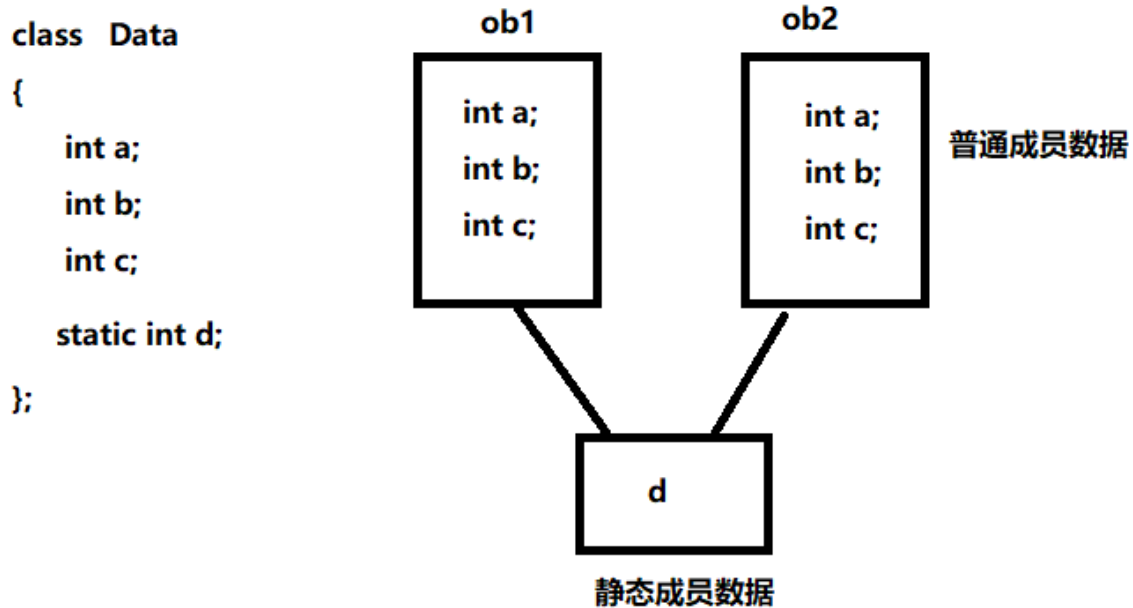 class Data
{
int a;
int b;
int c;
static int d;
};
ob1
int a;
int b;
int c;
ob2
int a;
int b;
int c;
普通成员数据
d
静态成员数据